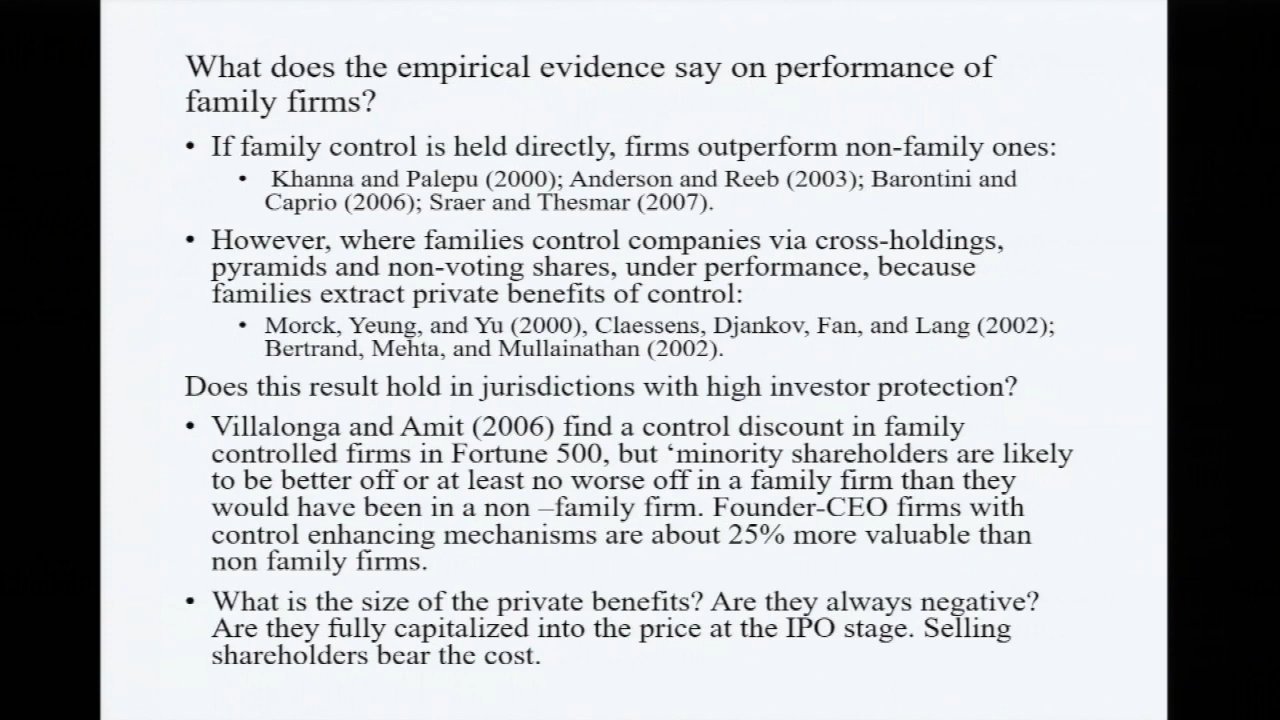 What does the empirical evidence say on performance of
family firms?
• If family control is held directly, firms outperform non-family ones:
• Khanna and Palepu (2000); Anderson and Reeb (2003); Barontini and
Caprio (2006); Sraer and Thesmar (2007).
• However, where families control companies via cross-holdings,
pyramids and non-voting shares, under performance, because
families extract private benefits of control:
• Morck, Yeung, and Yu (2000), Claessens, Djankov, Fan, and Lang (2002);
Bertrand, Mehta, and Mullainathan (2002).
Does this result hold in jurisdictions with high investor protection?
• Villalonga and Amit (2006) find a control discount in family
controlled firms in Fortune 500, but ‘minority shareholders are likely
to be better off or at least no worse off in a family firm than they
would have been in a non –family firm. Founder-CEO firms with
control enhancing mechanisms are about 25% more valuable than
non family firms.
• What is the size of the private benefits? Are they always negative?
Are they fully capitalized into the price at the IPO stage. Selling
shareholders bear the cost.